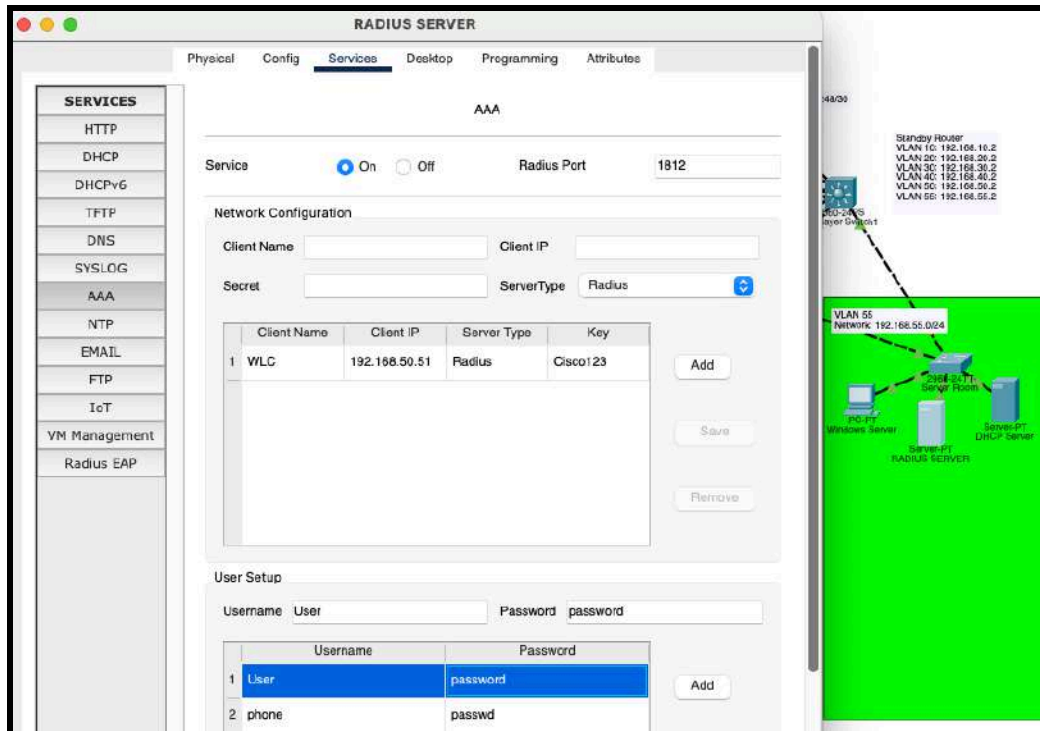 RADIUS SERVER
Physical Config Services Desktop Programming Attributes
SERVICES
HTTP
DHCP
DHCPv6
TFTP
DNS
SYSLOG
AAA
NTP
EMAIL
FTP
IoT
VM Management
Radius EAP
AAA
Service On Off Radius Port 1812
Network Configuration
Client Name Client IP
Secret ServerType Radius
Client Name Client IP Server Type Key
1 WLC 192.168.50.51 Radius Cisco123
Add
Save
Remove
User Setup
Username User Password password
Username Password
1 User password
Add
2 phone passwd
48/30
Standby Router
VLAN 10: 192.168.10.2
VLAN 20: 192.168.20.2
VLAN 30: 192.168.30.2
VLAN 40: 192.168.40.2
VLAN 50: 192.168.50.2
VLAN 55: 192.168.55.2
VLAN 55
Network: 192.168.55.0/24
2960-24TT
Server Room
PC-PT
Windows Server
Server-PT
RADIUS SERVER
Server-PT
DHCP Server